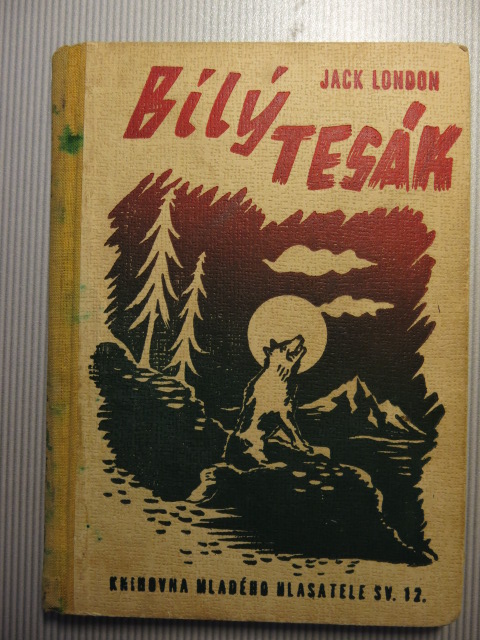 JACK LONDON
BÍLÝ
TESÁK
KNIHOVNA MLADÉHO HLASATELE SV. 12.